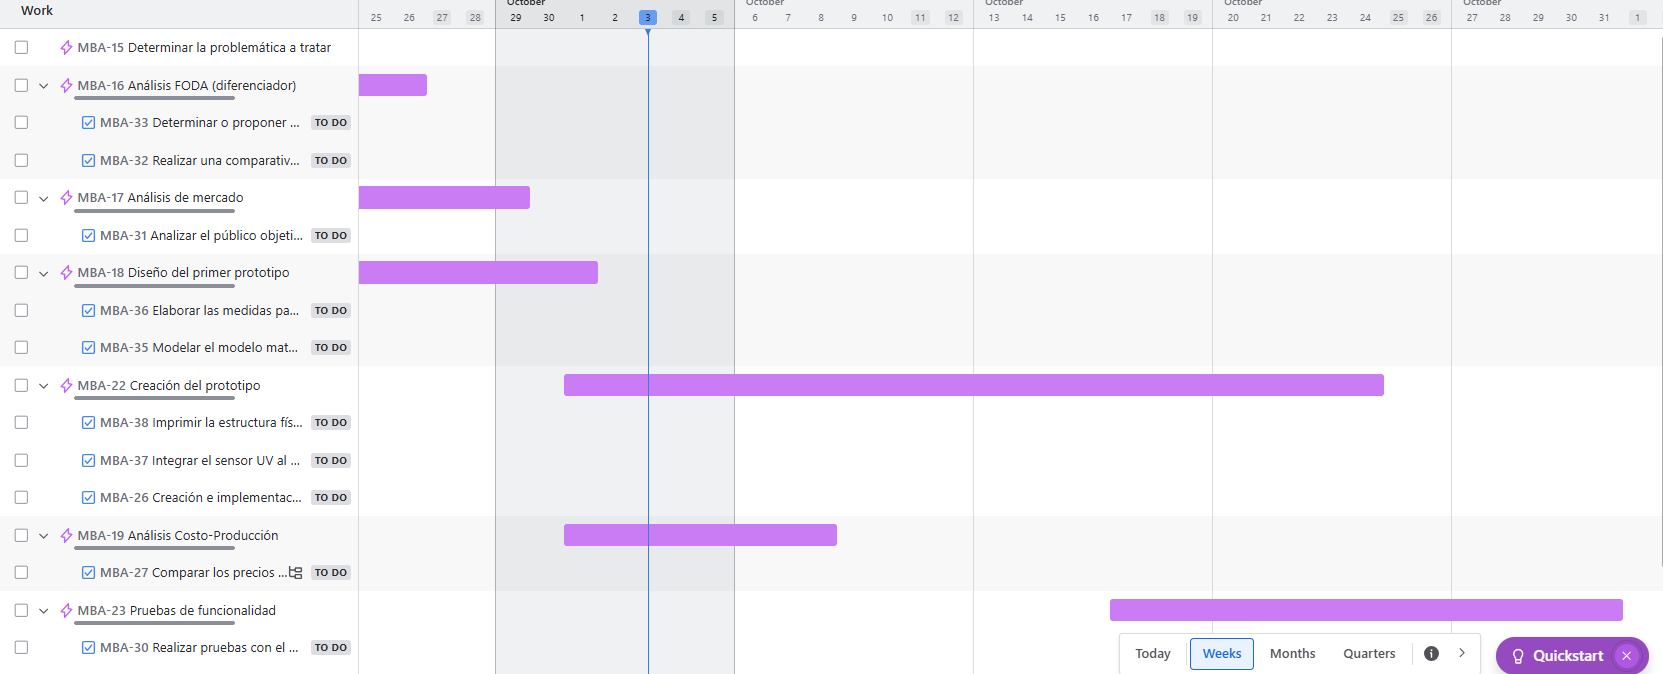 Work
October October October October October
25 26 27 28 29 30 1 2 3 4 5 6 7 8 9 10 11 12 13 14 15 16 17 18 19 20 21 22 23 24 25 26 27 28 29 30 31 1
MBA-15 Determinar la problemática a tratar
MBA-16 Análisis FODA (diferenciador)
MBA-33 Determinar o proponer ... TO DO
MBA-32 Realizar una comparativ... TO DO
MBA-17 Análisis de mercado
MBA-31 Analizar el público objeti... TO DO
MBA-18 Diseño del primer prototipo
MBA-36 Elaborar las medidas pa... TO DO
MBA-35 Modelar el modelo mat... TO DO
MBA-22 Creación del prototipo
MBA-38 Imprimir la estructura fís... TO DO
MBA-37 Integrar el sensor UV al ... TO DO
MBA-26 Creación e implementac... TO DO
MBA-19 Análisis Costo-Producción
MBA-27 Comparar los precios ... TO DO
MBA-23 Pruebas de funcionalidad
MBA-30 Realizar pruebas con el ... TO DO
Today Weeks Months Quarters
Quickstart